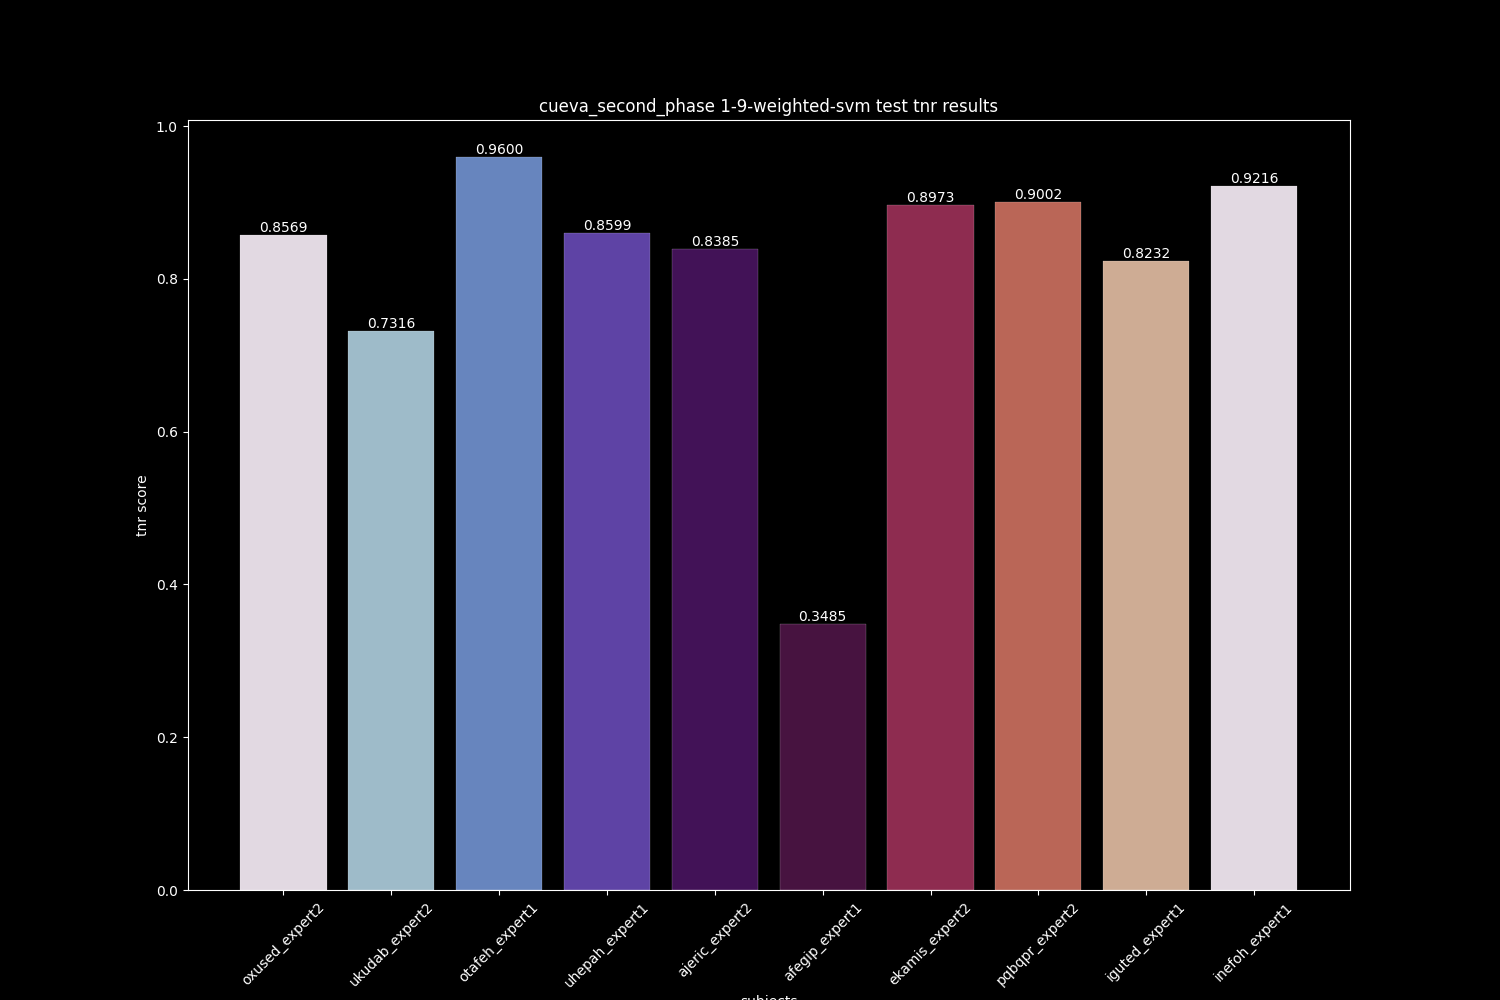 cueva_second_phase 1-9-weighted-svm test tnr results
1.0
0.8
0.6
0.4
0.2
0.0
tnr score
0.8569
0.7316
0.9600
0.8599
0.8385
0.3485
0.8973
0.9002
0.8232
0.9216
oxused_expert2
ukudab_expert2
otafeh_expert1
uhepah_expert1
ajeric_expert2
afegip_expert1
ekamis_expert2
pqbqpr_expert2
iguted_expert1
inefoh_expert1
subjects